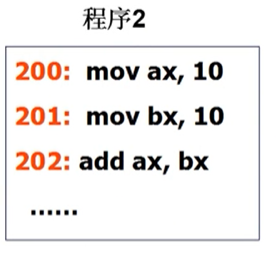 程序2
200: mov ax, 10
201: mov bx, 10
202: add ax, bx
......